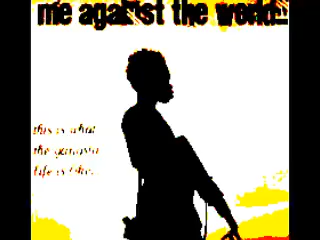 me against the world...
this is what
the gangsta
life is like...